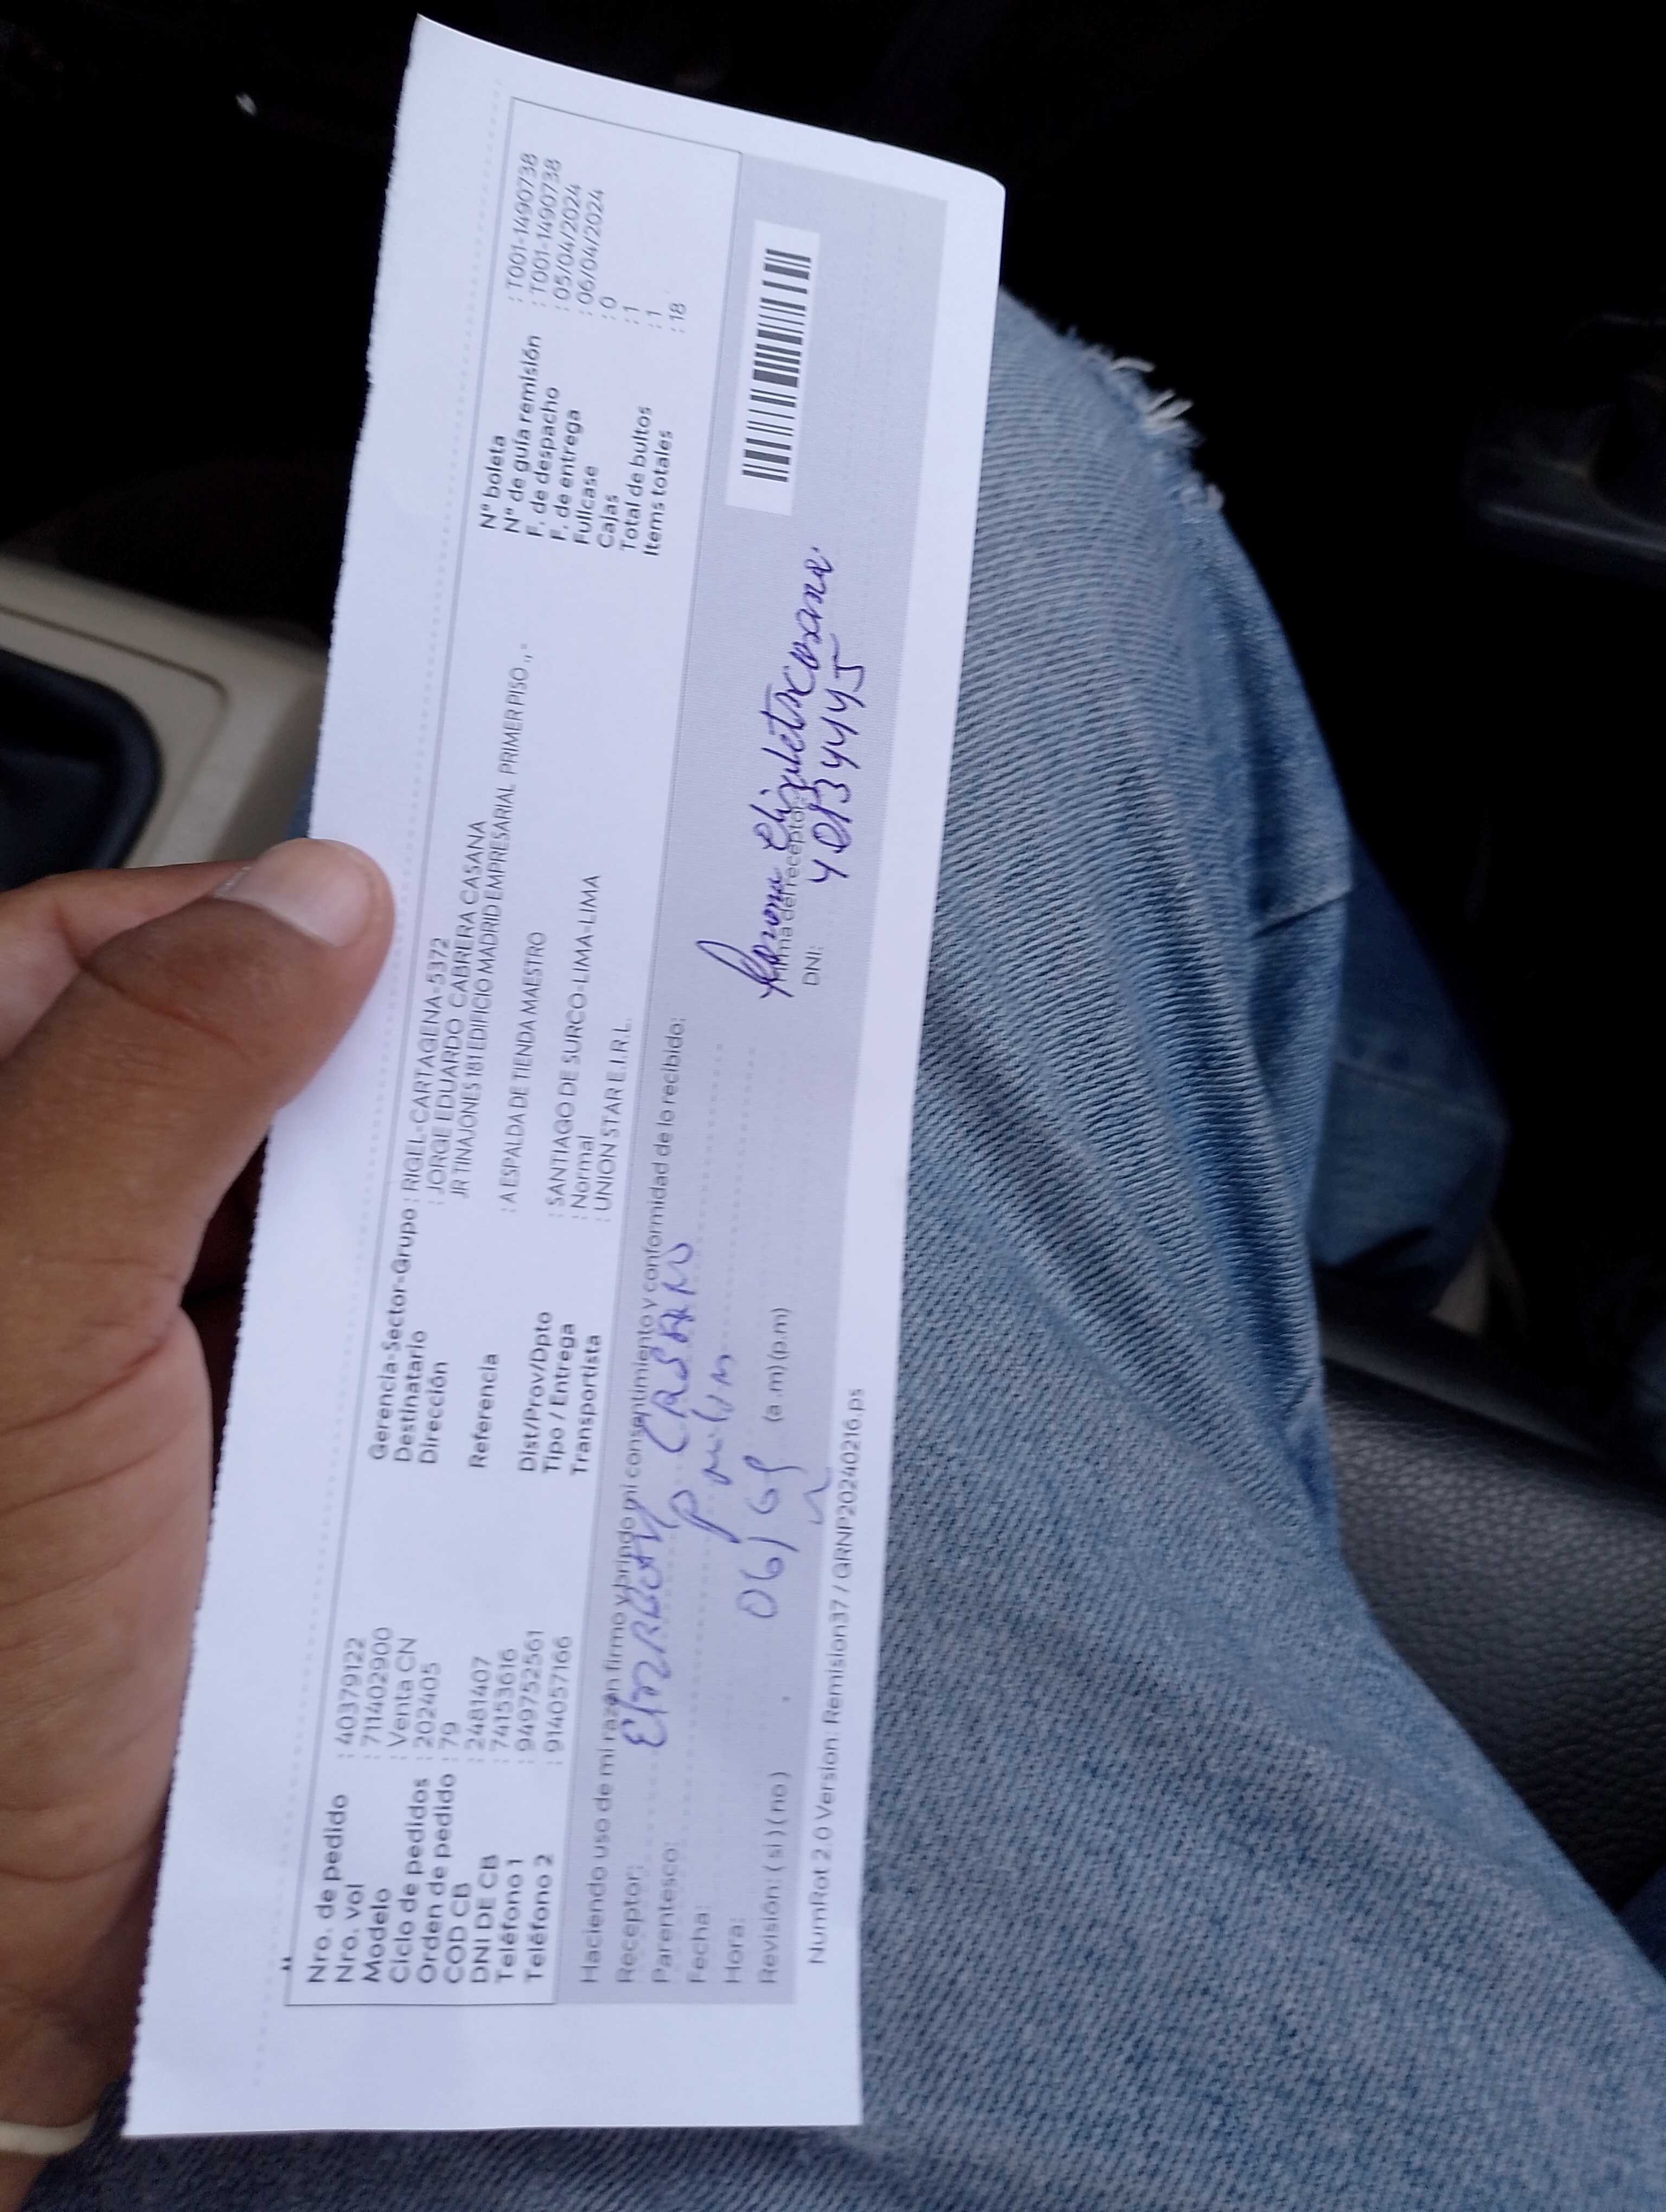 Nro. de pedido : 40379122
Nro. vol : 711402900
Modelo : Venta CN
Ciclo de pedidos : 202405
Orden de pedido : 79
COD CB : 2481407
DNI DE CB : 74153616
Teléfono 1 : 949752561
Teléfono 2 : 914057166
Gerencia-Sector-Grupo : RIGEL-CARTAGENA-5372
Destinatario : JORGE EDUARDO CABRERA CASANA
Dirección JR TINAJONES 181 EDIFICIO MADRID EMPRESARIAL PRIMER PISO ., -
Referencia : A ESPALDA DE TIENDA MAESTRO
Dist/Prov/Dpto : SANTIAGO DE SURCO-LIMA-LIMA
Tipo / Entrega : Normal
Transportista : UNION STAR E.I.R.L.
N° boleta : T001-1490738
N° de guía remisión : T001-1490738
F. de despacho : 05/04/2024
F. de entrega : 06/04/2024
Fullcase : 0
Cajas : 1
Total de bultos : 1
Items totales : 18
Haciendo uso de mi razón firmo y brindo mi consentimiento y conformidad de lo recibido:
Receptor: CASANA
Parentesco:
Fecha:
Hora: (a.m) (p.m)
Revisión: ( si ) ( no )
Firma del receptor
DNI:
NumRot 2.0 Version: Remision37 / GRNP20240216.ps